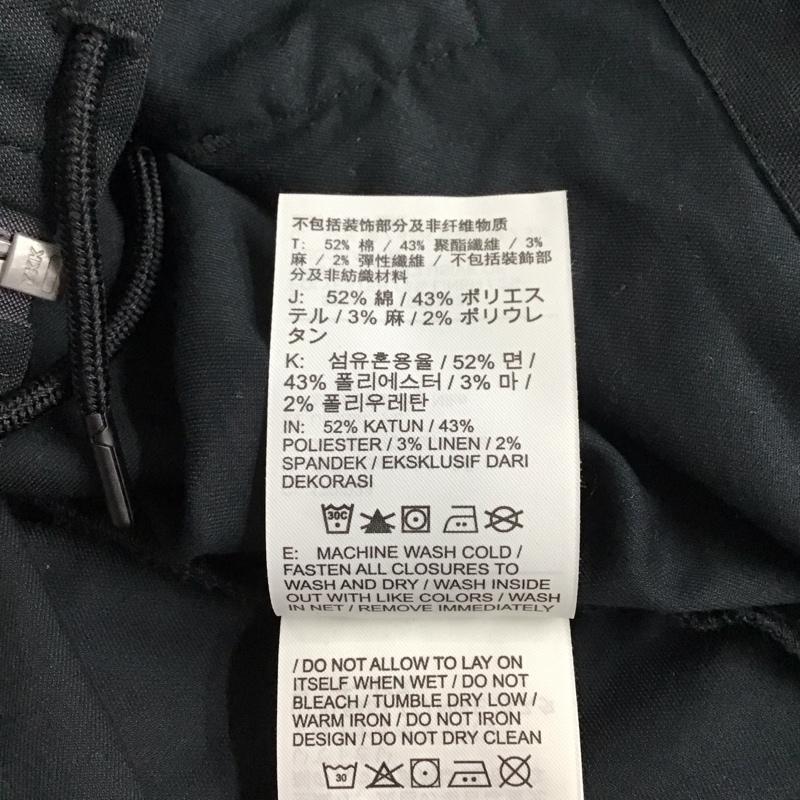 YKK
不包括装饰部分及非纤维物质
T: 52% 棉 / 43% 聚酯纖維 / 3%
麻 / 2% 彈性纖維 / 不包括裝飾部
分及非紡織材料
J: 52% 綿 / 43% ポリエス
テル / 3% 麻 / 2% ポリウレ
タン
K: 섬유혼용율 / 52% 면 /
43% 폴리에스터 / 3% 마 /
2% 폴리우레탄
IN: 52% KATUN / 43%
POLIESTER / 3% LINEN / 2%
SPANDEK / EKSKLUSIF DARI
DEKORASI
30C
E: MACHINE WASH COLD /
FASTEN ALL CLOSURES TO
WASH AND DRY / WASH INSIDE
OUT WITH LIKE COLORS / WASH
IN NET / REMOVE IMMEDIATELY
/ DO NOT ALLOW TO LAY ON
ITSELF WHEN WET / DO NOT
BLEACH / TUMBLE DRY LOW /
WARM IRON / DO NOT IRON
DESIGN / DO NOT DRY CLEAN
30